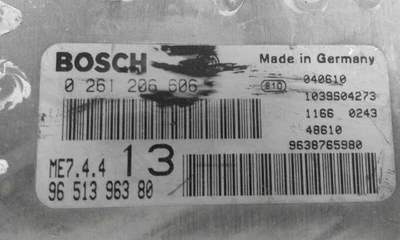 BOSCH
Made in Germany
0 261 206 606
e10
040610
1039S04273
1166 0243
48610
9638765980
ME7.4.4 13
96 513 963 80